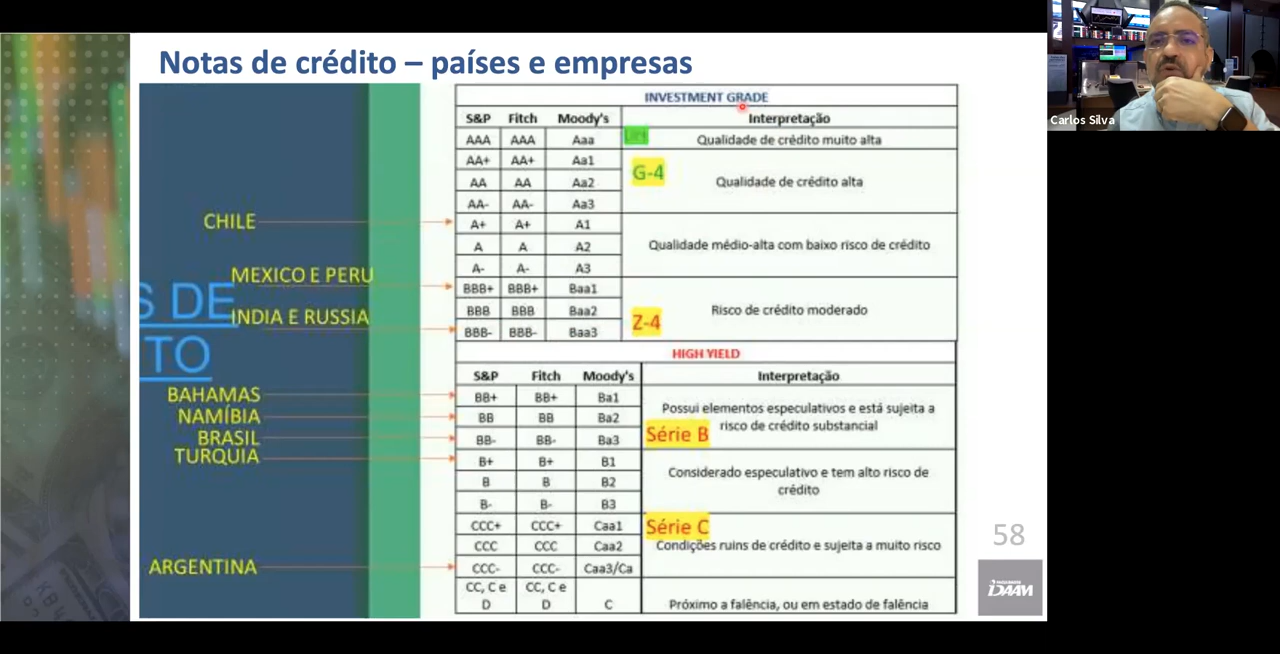 Notas de crédito – países e empresas
Carlos Silva
S DE
TO
CHILE
MEXICO E PERU
INDIA E RUSSIA
BAHAMAS
NAMÍBIA
BRASIL
TURQUIA
ARGENTINA
INVESTMENT GRADE
S&P Fitch Moody's Interpretação
AAA AAA Aaa Qualidade de crédito muito alta
AA+ AA+ Aa1
G-4
AA AA Aa2 Qualidade de crédito alta
AA- AA- Aa3
A+ A+ A1
A A A2 Qualidade médio-alta com baixo risco de crédito
A- A- A3
BBB+ BBB+ Baa1
BBB BBB Baa2 Risco de crédito moderado
Z-4
BBB- BBB- Baa3
HIGH YIELD
S&P Fitch Moody's Interpretação
BB+ BB+ Ba1
Possui elementos especulativos e está sujeita a
BB BB Ba2
risco de crédito substancial
Série B
BB- BB- Ba3
B+ B+ B1
Considerado especulativo e tem alto risco de
B B B2
crédito
B- B- B3
Série C
CCC+ CCC+ Caa1
CCC CCC Caa2 Condições ruins de crédito e sujeita a muito risco
CCC- CCC- Caa3/Ca
CC, C e CC, C e
D D C Próximo a falência, ou em estado de falência
58